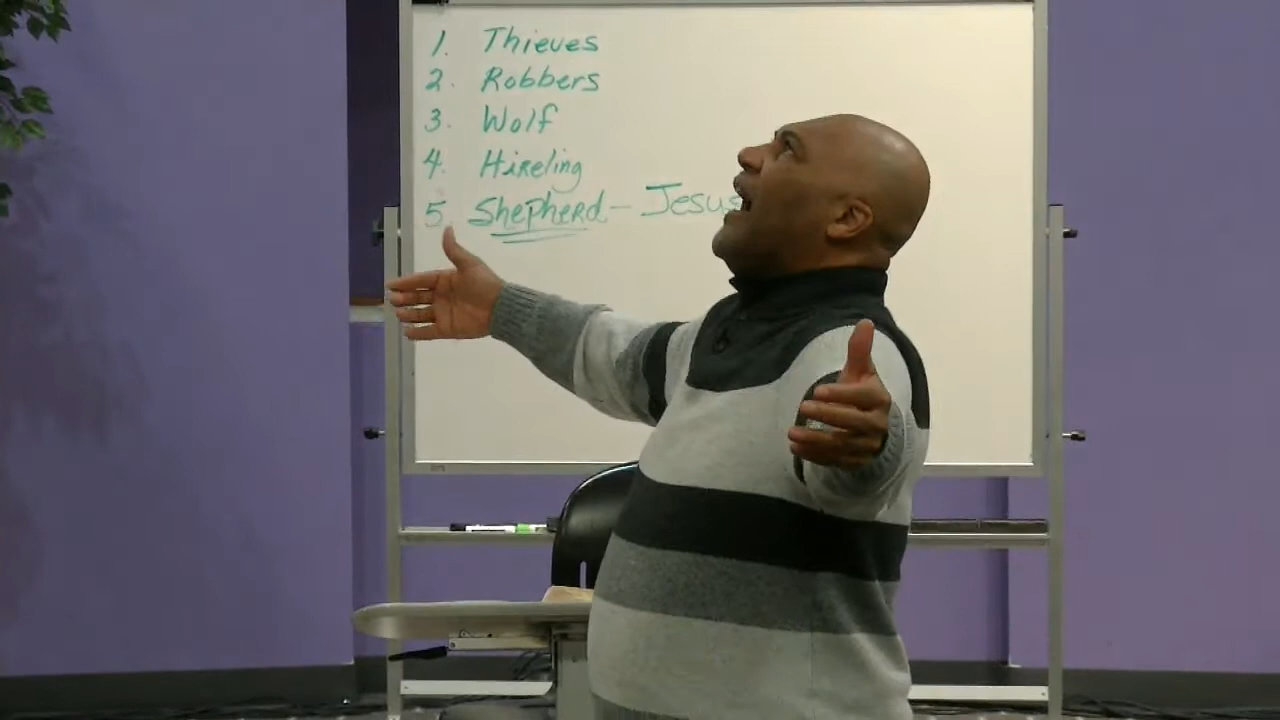 1. Thieves
2. Robbers
3. Wolf
4. Hireling
5. Shepherd - Jesus